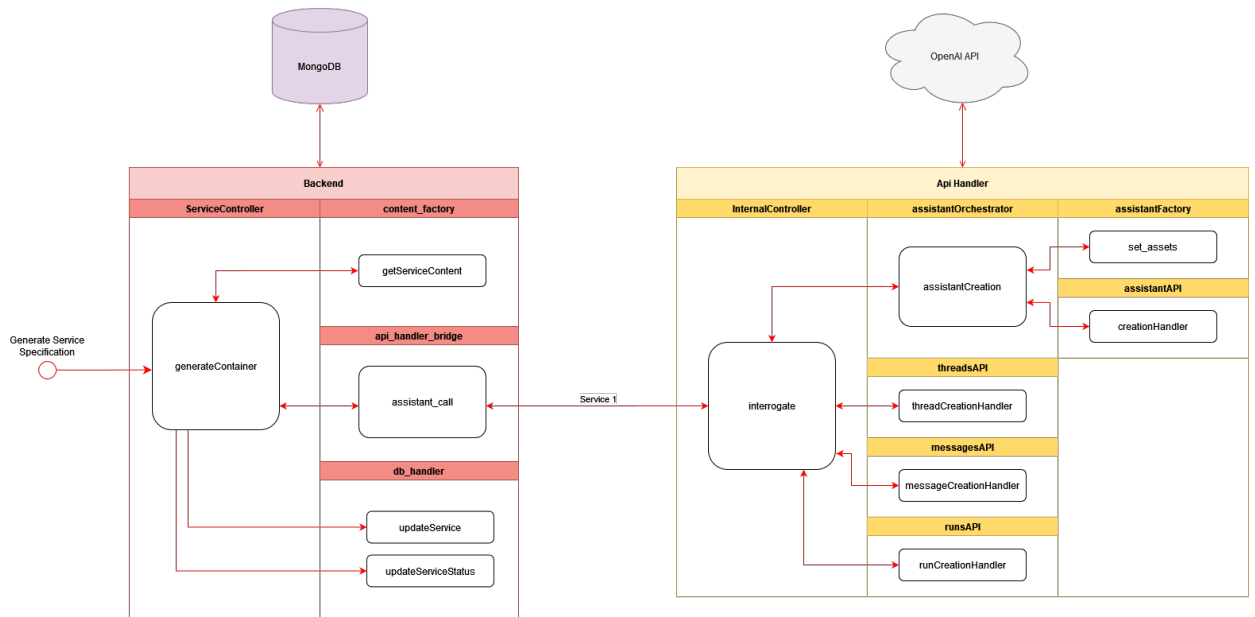 MongoDB
OpenAI API
Backend
Api Handler
ServiceController
content_factory
InternalController
assistantOrchestrator
assistantFactory
set_assets
getServiceContent
assistantCreation
assistantAPI
creationHandler
api_handler_bridge
Generate Service
Specification
generateContainer
threadsAPI
assistant_call
Service 1
interrogate
threadCreationHandler
messagesAPI
db_handler
messageCreationHandler
updateService
runsAPI
runCreationHandler
updateServiceStatus